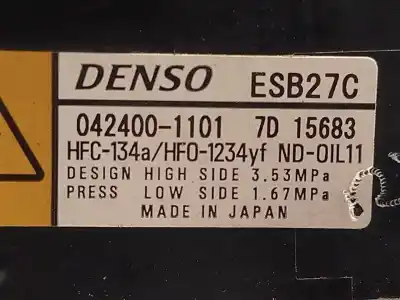 DENSO ESB27C
042400-1101 7D 15683
HFC-134a/HFO-1234yf ND-OIL11
DESIGN HIGH SIDE 3.53MPa
PRESS LOW SIDE 1.67MPa
MADE IN JAPAN